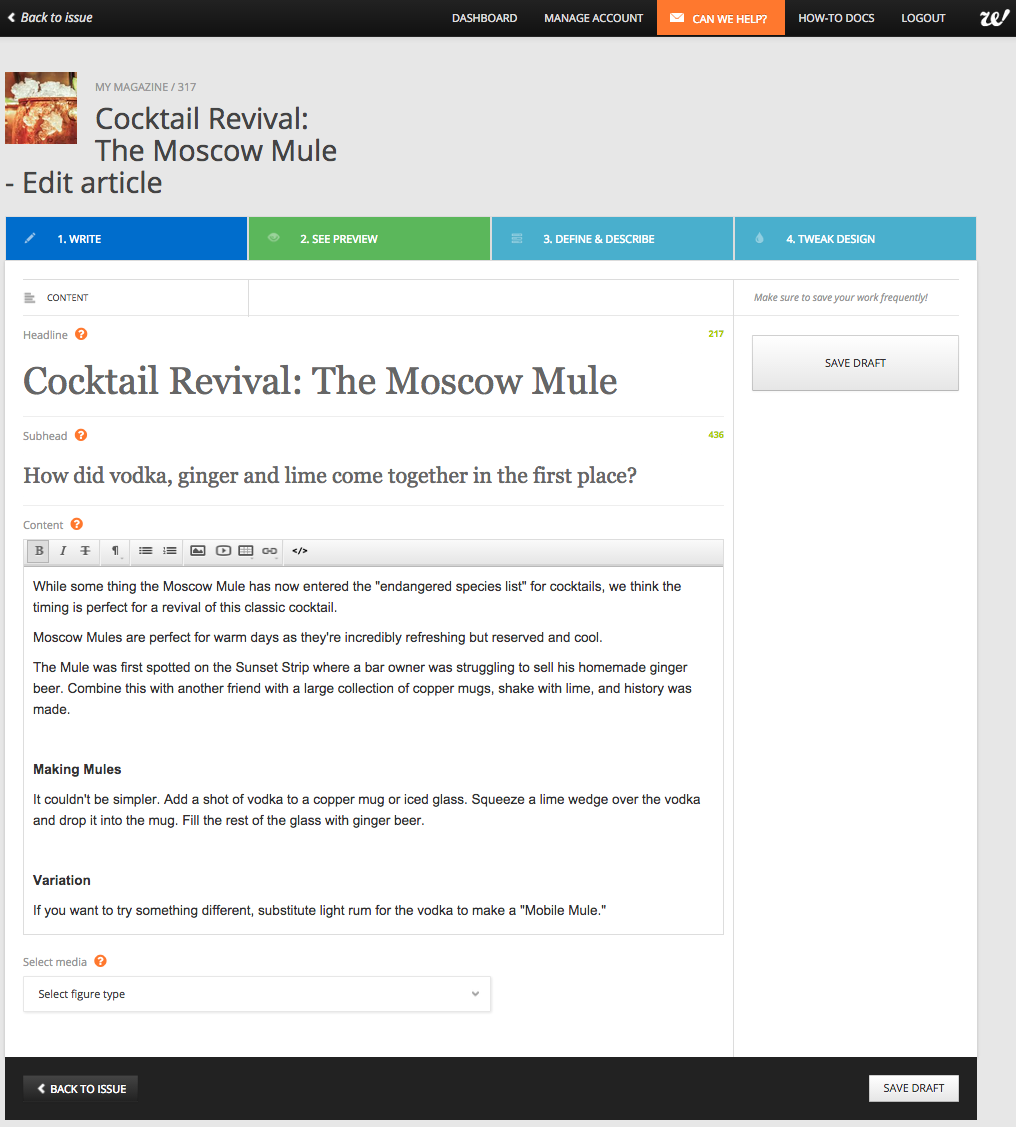 Back to issue
DASHBOARD
MANAGE ACCOUNT
CAN WE HELP?
HOW-TO DOCS
LOGOUT
w!
MY MAGAZINE / 317
Cocktail Revival:
The Moscow Mule
- Edit article
1. WRITE
2. SEE PREVIEW
3. DEFINE & DESCRIBE
4. TWEAK DESIGN
CONTENT
Make sure to save your work frequently!
Headline ?
217
SAVE DRAFT
Cocktail Revival: The Moscow Mule
Subhead ?
436
How did vodka, ginger and lime come together in the first place?
Content ?
B I T ¶ </>
While some thing the Moscow Mule has now entered the "endangered species list" for cocktails, we think the
timing is perfect for a revival of this classic cocktail.
Moscow Mules are perfect for warm days as they're incredibly refreshing but reserved and cool.
The Mule was first spotted on the Sunset Strip where a bar owner was struggling to sell his homemade ginger
beer. Combine this with another friend with a large collection of copper mugs, shake with lime, and history was
made.
Making Mules
It couldn't be simpler. Add a shot of vodka to a copper mug or iced glass. Squeeze a lime wedge over the vodka
and drop it into the mug. Fill the rest of the glass with ginger beer.
Variation
If you want to try something different, substitute light rum for the vodka to make a "Mobile Mule."
Select media ?
Select figure type
BACK TO ISSUE
SAVE DRAFT